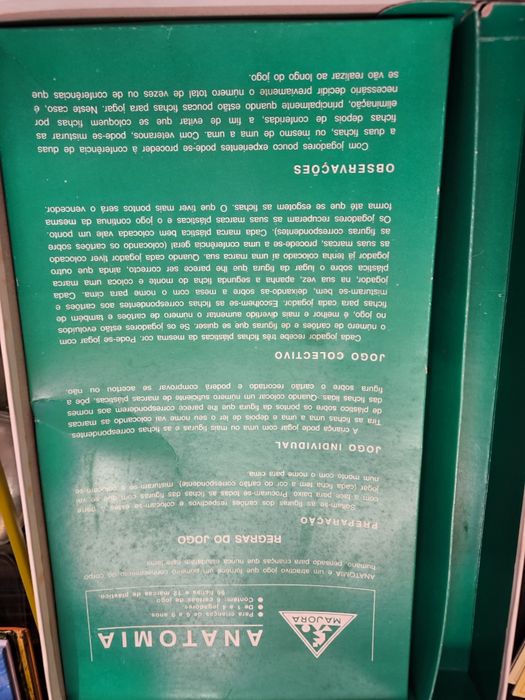 MAJORA
ANATOMIA
● Para crianças de 6 a 9 anos.
● De 1 a 4 jogadores.
● Contém: 6 cartões de jogo
96 fichas e 12 marcas de plástico
ANATOMIA é um atractivo jogo que fornece um primeiro conhecimento do corpo
humano, pensado para crianças que nunca estudaram este tema
REGRAS DO JOGO
PREPARAÇÃO
Soltam-se as figuras dos cartões respectivos e colocam-se estes à parte
com a face para baixo. Procuram-se todas as fichas das figuras com que se vai
jogar (cada ficha tem a cor do cartão correspondente), misturam-se e colocam-se
num monte com o nome para cima.
JOGO INDIVIDUAL
A criança pode jogar com uma ou mais figuras e as fichas correspondentes.
Tira as fichas uma a uma e depois de ler o seu nome vai colocando as marcas
de plástico sobre os pontos da figura que lhe parece corresponderem aos nomes
das fichas lidas. Quando colocar um número suficiente de marcas plásticas, põe a
figura sobre o cartão recortado e poderá comprovar se acertou ou não.
JOGO COLECTIVO
Cada jogador recebe três fichas plásticas da mesma cor. Pode-se jogar com
o número de cartões e de figuras que se quiser. Se os jogadores estão evoluídos
no jogo, é melhor e mais divertido aumentar o número de cartões e também de
fichas para cada jogador. Escolhem-se as fichas correspondentes aos cartões e
misturam-se bem, deixando-as sobre a mesa com o nome para cima. Cada
jogador, na sua vez, apanha a segunda ficha do monte e coloca uma marca
plástica sobre o lugar da figura que lhe parece ser correcto, ainda que outro
jogador já tenha colocado aí uma marca sua. Quando cada jogador tiver colocado
as suas marcas, procede-se a uma conferência geral (colocando os cartões sobre
as figuras correspondentes). Cada marca plástica bem colocada vale um ponto.
Os jogadores recuperam as suas marcas plásticas e o jogo continua da mesma
forma até que se esgotem as fichas. O que tiver mais pontos será o vencedor.
OBSERVAÇÕES
Com jogadores pouco experientes pode-se proceder à conferência de duas
a duas fichas, ou mesmo de uma a uma. Com veteranos, pode-se misturar as
fichas depois de conferidas, a fim de evitar que se coloquem fichas por
eliminação, principalmente quando estão poucas fichas para jogar. Neste caso, é
necessário decidir previamente o número total de vezes ou de conferências que
se vão realizar ao longo do jogo.